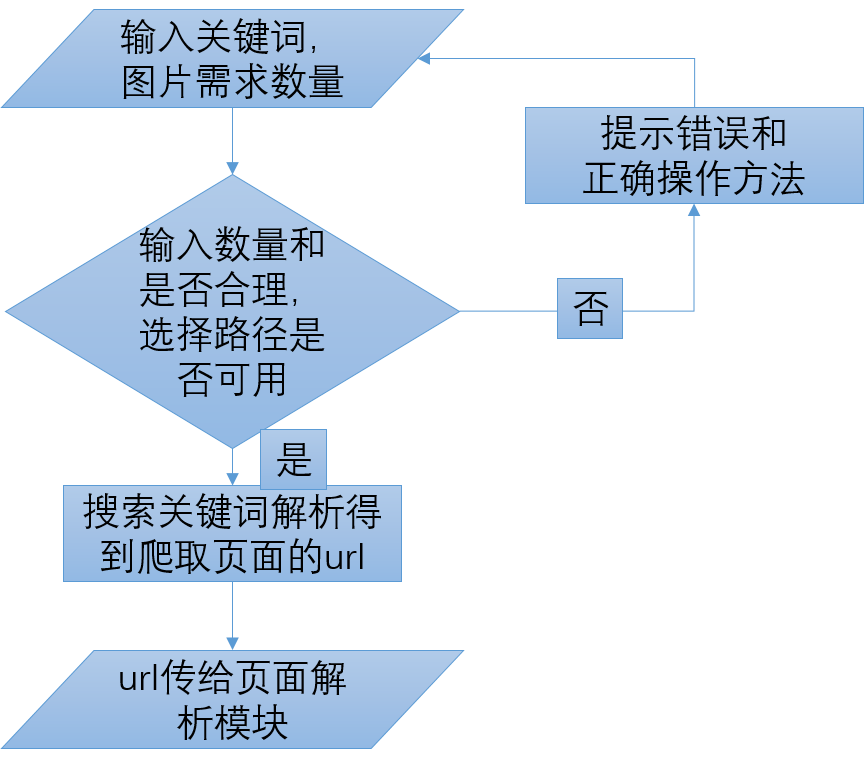 输入关键词,
图片需求数量
提示错误和
正确操作方法
输入数量和
是否合理,
选择路径是
否可用
否
是
搜索关键词解析得
到爬取页面的url
url传给页面解
析模块